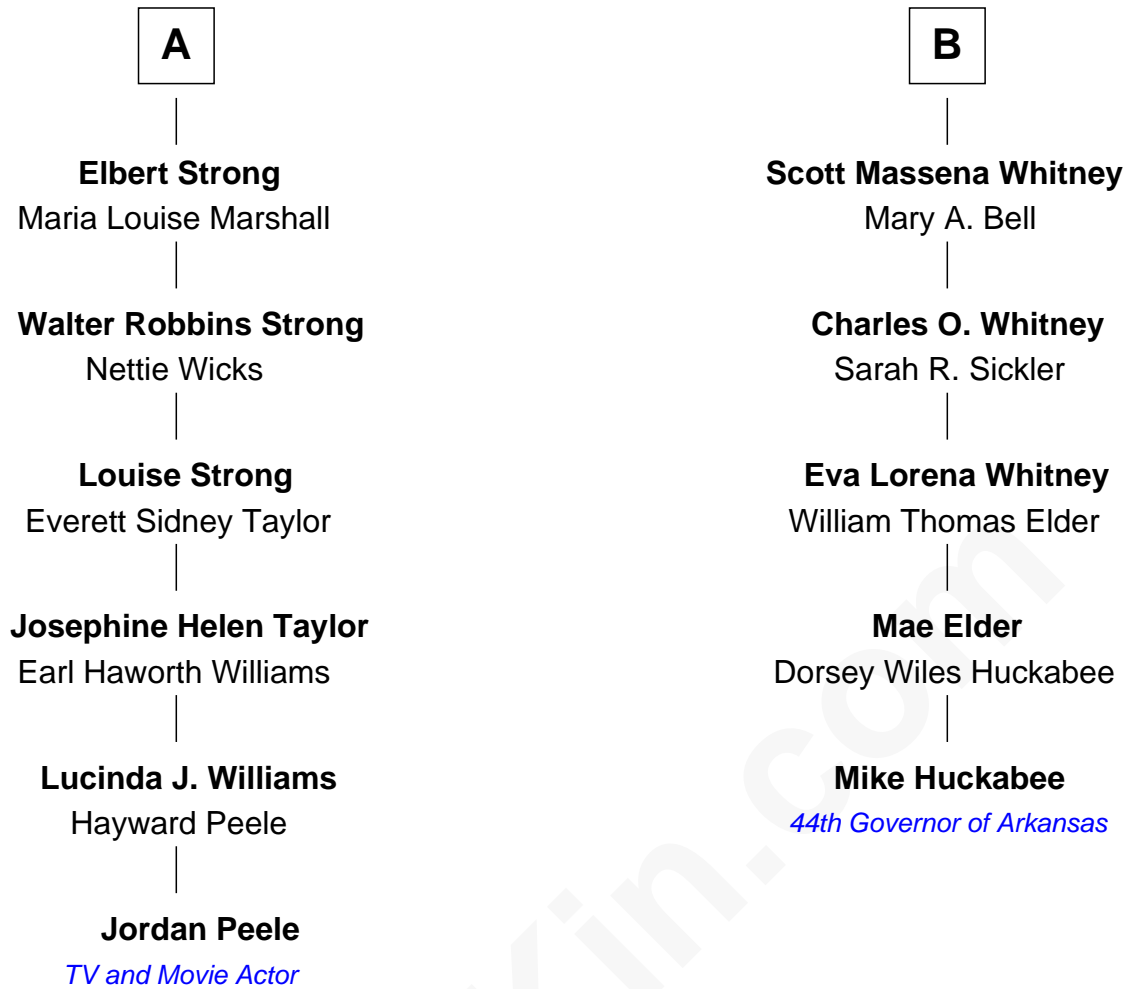 A
Elbert Strong
Maria Louise Marshall
Walter Robbins Strong
Nettie Wicks
Louise Strong
Everett Sidney Taylor
Josephine Helen Taylor
Earl Haworth Williams
Lucinda J. Williams
Hayward Peele
Jordan Peele
TV and Movie Actor
B
Scott Massena Whitney
Mary A. Bell
Charles O. Whitney
Sarah R. Sickler
Eva Lorena Whitney
William Thomas Elder
Mae Elder
Dorsey Wiles Huckabee
Mike Huckabee
44th Governor of Arkansas
Kin.com